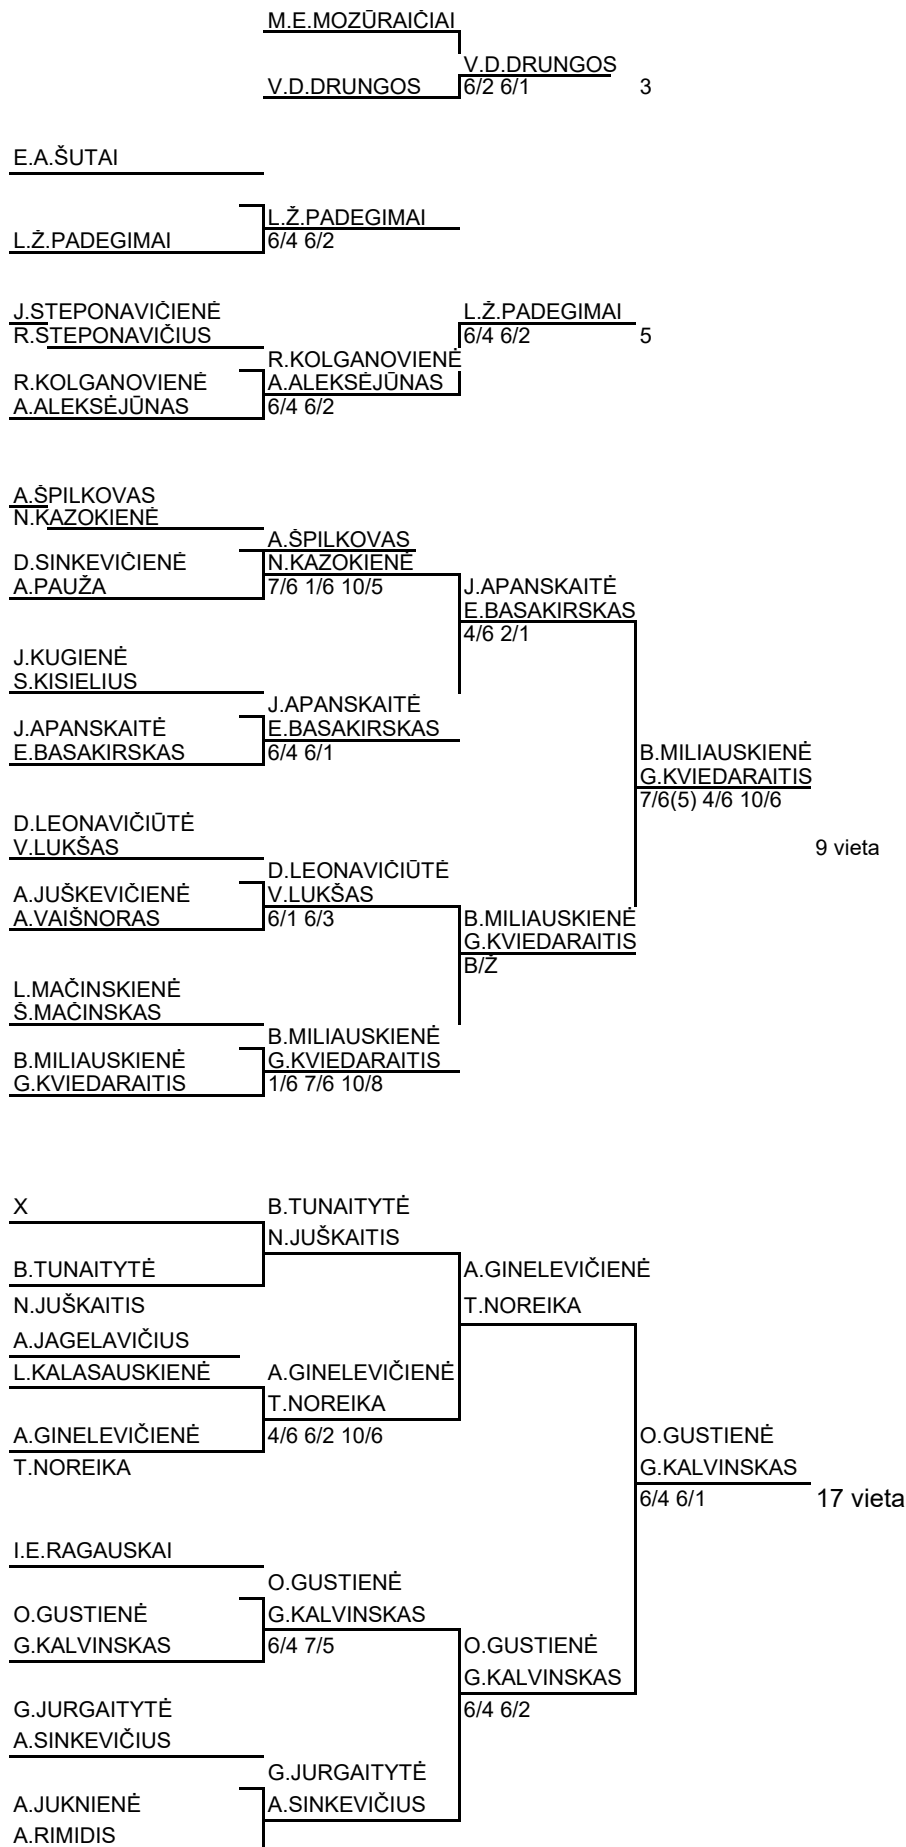 M.E.MOZŪRAIČIAI
V.D.DRUNGOS
V.D.DRUNGOS
6/2 6/1
3
E.A.ŠUTAI
L.Ž.PADEGIMAI
L.Ž.PADEGIMAI
6/4 6/2
J.STEPONAVIČIENĖ
R.STEPONAVIČIUS
L.Ž.PADEGIMAI
6/4 6/2
5
R.KOLGANOVIENĖ
A.ALEKSĖJŪNAS
R.KOLGANOVIENĖ
A.ALEKSĖJŪNAS
6/4 6/2
A.ŠPILKOVAS
N.KAZOKIENĖ
A.ŠPILKOVAS
N.KAZOKIENĖ
7/6 1/6 10/5
D.SINKEVIČIENĖ
A.PAUŽA
J.APANSKAITĖ
E.BASAKIRSKAS
4/6 2/1
J.KUGIENĖ
S.KISIELIUS
J.APANSKAITĖ
E.BASAKIRSKAS
6/4 6/1
J.APANSKAITĖ
E.BASAKIRSKAS
B.MILIAUSKIENĖ
G.KVIEDARAITIS
7/6(5) 4/6 10/6
9 vieta
D.LEONAVIČIŪTĖ
V.LUKŠAS
D.LEONAVIČIŪTĖ
V.LUKŠAS
6/1 6/3
A.JUŠKEVIČIENĖ
A.VAIŠNORAS
B.MILIAUSKIENĖ
G.KVIEDARAITIS
B/Ž
L.MAČINSKIENĖ
Š.MAČINSKAS
B.MILIAUSKIENĖ
G.KVIEDARAITIS
1/6 7/6 10/8
B.MILIAUSKIENĖ
G.KVIEDARAITIS
X
B.TUNAITYTĖ
N.JUŠKAITIS
B.TUNAITYTĖ
N.JUŠKAITIS
A.GINELEVIČIENĖ
T.NOREIKA
A.JAGELAVIČIUS
L.KALASAUSKIENĖ
A.GINELEVIČIENĖ
T.NOREIKA
4/6 6/2 10/6
A.GINELEVIČIENĖ
T.NOREIKA
O.GUSTIENĖ
G.KALVINSKAS
6/4 6/1
17 vieta
I.E.RAGAUSKAI
O.GUSTIENĖ
G.KALVINSKAS
6/4 7/5
O.GUSTIENĖ
G.KALVINSKAS
O.GUSTIENĖ
G.KALVINSKAS
6/4 6/2
G.JURGAITYTĖ
A.SINKEVIČIUS
G.JURGAITYTĖ
A.SINKEVIČIUS
A.JUKNIENĖ
A.RIMIDIS